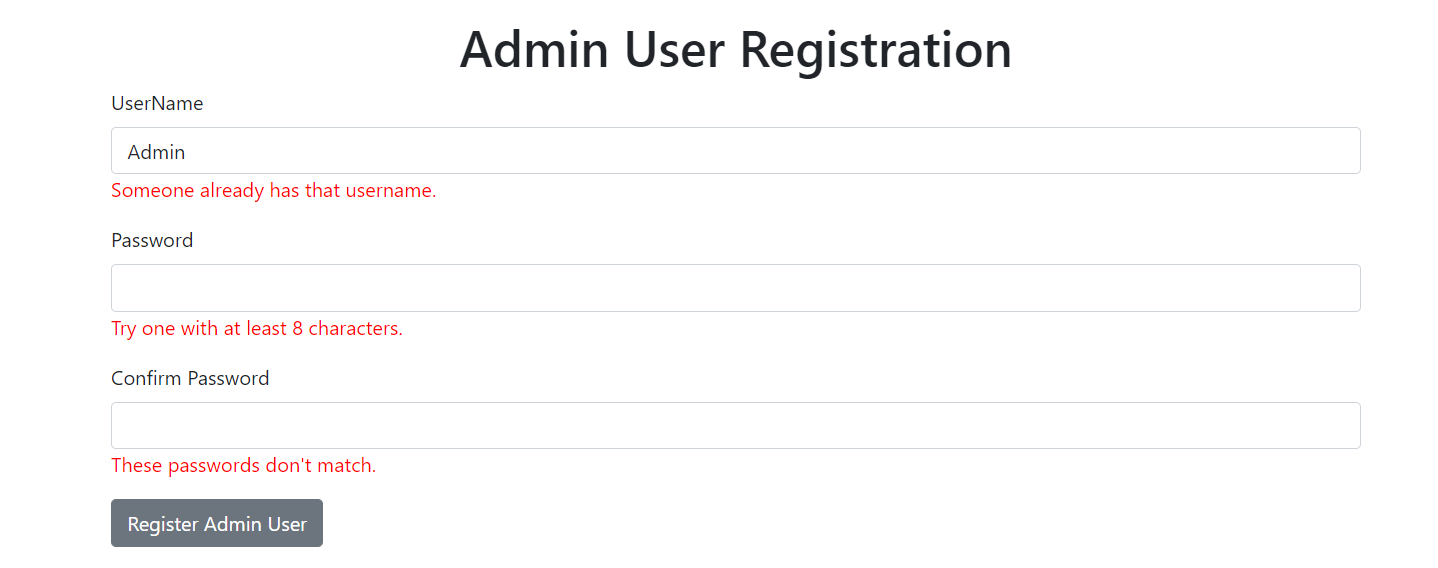 Admin User Registration
UserName
Admin
Someone already has that username.
Password
Try one with at least 8 characters.
Confirm Password
These passwords don't match.
Register Admin User